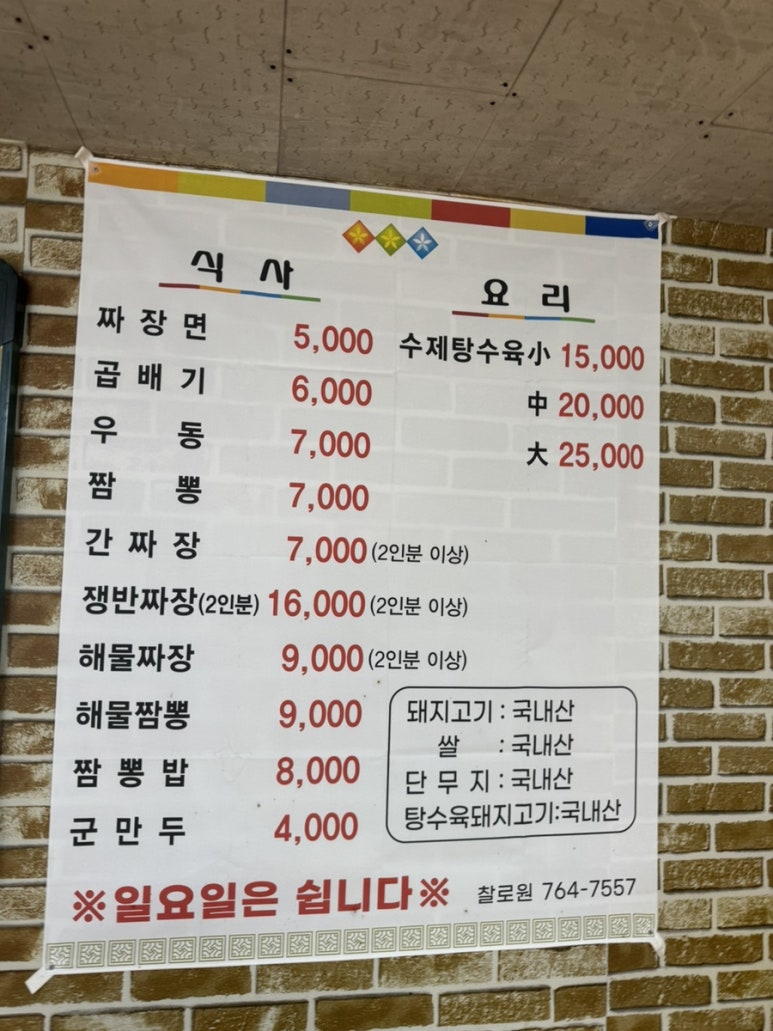 식 사
짜 장 면 5,000
곱 배 기 6,000
우 동 7,000
짬 뽕 7,000
간 짜 장 7,000 (2인분 이상)
쟁반짜장(2인분) 16,000 (2인분 이상)
해물짜장 9,000 (2인분 이상)
해물짬뽕 9,000
짬 뽕 밥 8,000
군 만 두 4,000
요 리
수제탕수육小 15,000
中 20,000
大 25,000
돼지고기 : 국내산
쌀 : 국내산
단 무 지 : 국내산
탕수육돼지고기:국내산
※일요일은 쉽니다※
찰로원 764-7557